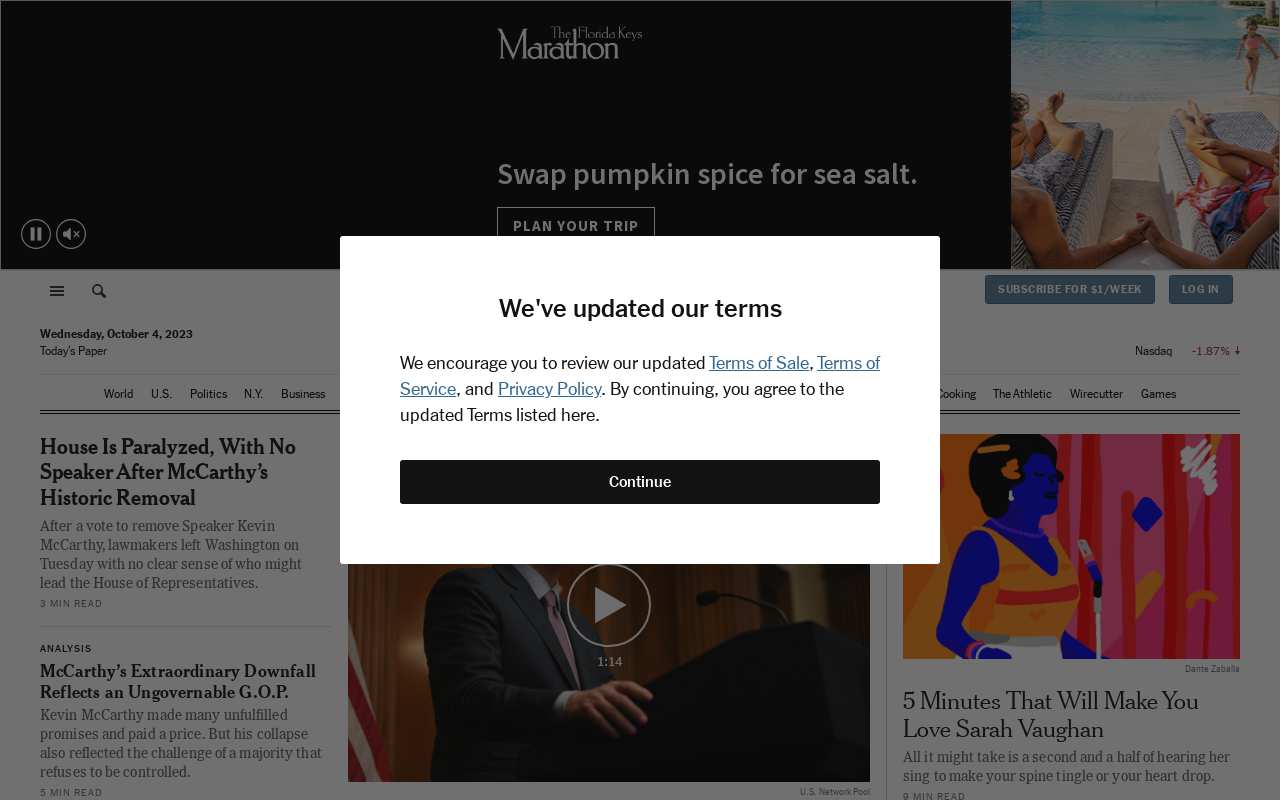 The Florida Keys
Marathon
Swap pumpkin spice for sea salt.
PLAN YOUR TRIP
SUBSCRIBE FOR $1/WEEK
LOG IN
Wednesday, October 4, 2023
Today's Paper
Nasdaq -1.87%
World U.S. Politics N.Y. Business
Cooking The Athletic Wirecutter Games
We've updated our terms
We encourage you to review our updated Terms of Sale, Terms of
Service, and Privacy Policy. By continuing, you agree to the
updated Terms listed here.
Continue
House Is Paralyzed, With No
Speaker After McCarthy's
Historic Removal
After a vote to remove Speaker Kevin
McCarthy, lawmakers left Washington on
Tuesday with no clear sense of who might
lead the House of Representatives.
3 MIN READ
ANALYSIS
McCarthy's Extraordinary Downfall
Reflects an Ungovernable G.O.P.
Kevin McCarthy made many unfulfilled
promises and paid a price. But his collapse
also reflected the challenge of a majority that
refuses to be controlled.
5 MIN READ
1:14
U.S. Network Pool
Dante Zaballa
5 Minutes That Will Make You
Love Sarah Vaughan
All it might take is a second and a half of hearing her
sing to make your spine tingle or your heart drop.
9 MIN READ